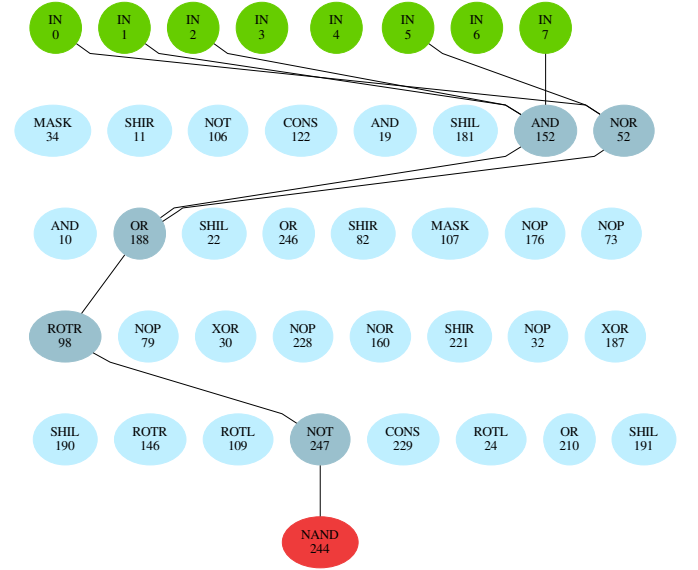 IN IN IN IN IN IN IN IN
0 1 2 3 4 5 6 7
MASK SHIR NOT CONS AND SHIL AND NOR
34 11 106 122 19 181 152 52
AND OR SHIL OR SHIR MASK NOP NOP
10 188 22 246 82 107 176 73
ROTR NOP XOR NOP NOR SHIR NOP XOR
98 79 30 228 160 221 32 187
SHIL ROTR ROTL NOT CONS ROTL OR SHIL
190 146 109 247 229 24 210 191
NAND
244